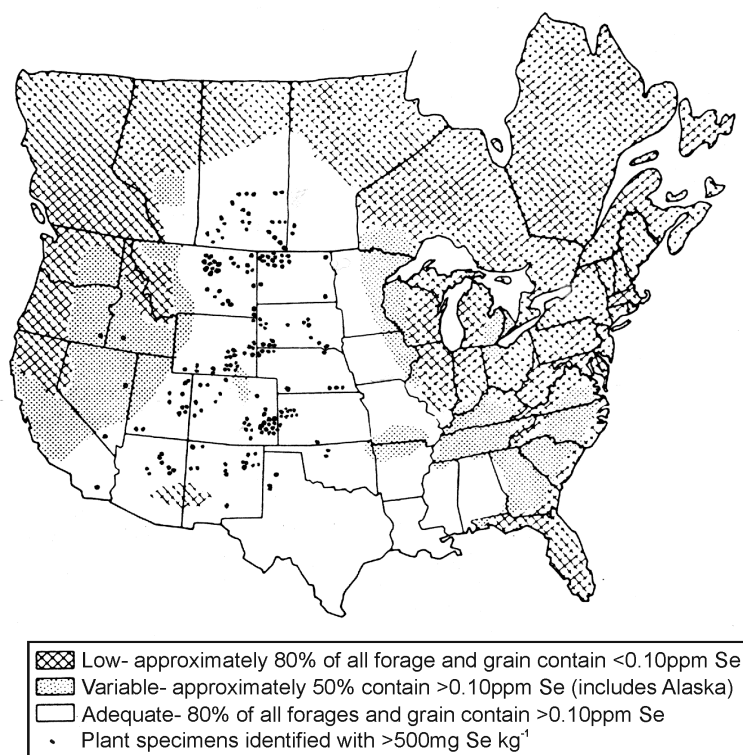 Low- approximately 80% of all forage and grain contain <0.10ppm Se
Variable- approximately 50% contain >0.10ppm Se (includes Alaska)
Adequate- 80% of all forages and grain contain >0.10ppm Se
Plant specimens identified with >500mg Se kg⁻¹